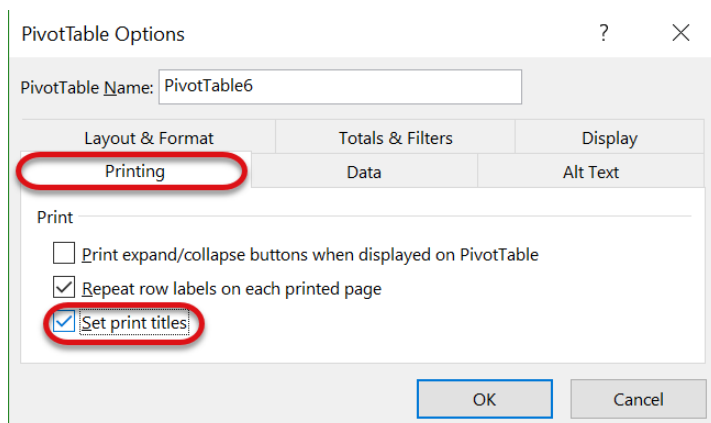 PivotTable Options ?
PivotTable Name: PivotTable6
Layout & Format Totals & Filters Display
Printing Data Alt Text
Print
Print expand/collapse buttons when displayed on PivotTable
Repeat row labels on each printed page
Set print titles
OK Cancel